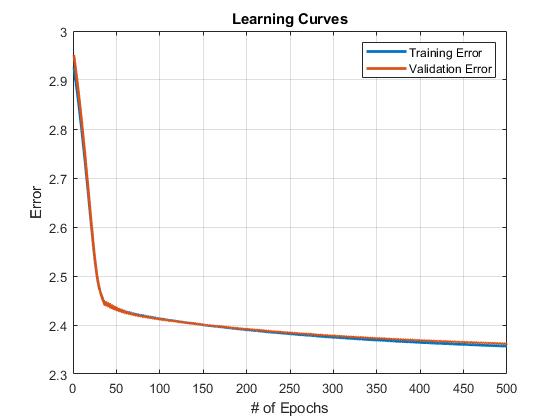 Learning Curves
3
2.9
2.8
2.7
2.6
2.5
2.4
2.3
Error
Training Error
Validation Error
0 50 100 150 200 250 300 350 400 450 500
# of Epochs